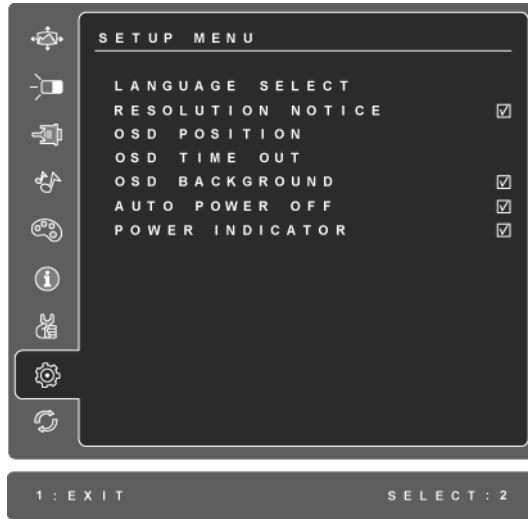 SETUP MENU
LANGUAGE SELECT
RESOLUTION NOTICE
OSD POSITION
OSD TIME OUT
OSD BACKGROUND
AUTO POWER OFF
POWER INDICATOR
1:EXIT SELECT:2